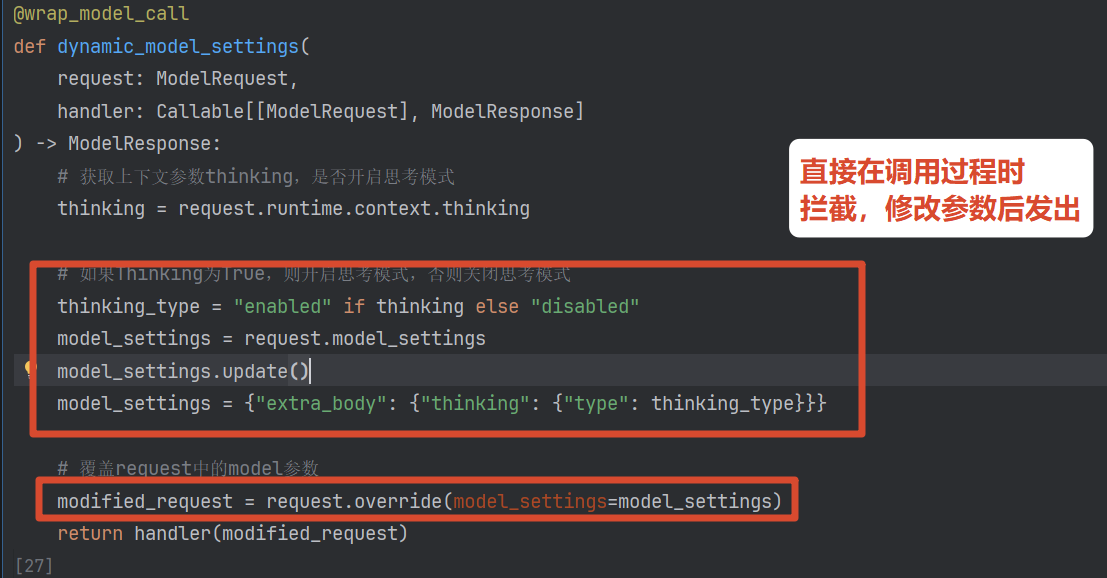 @wrap_model_call
def dynamic_model_settings(
    request: ModelRequest,
    handler: Callable[[ModelRequest], ModelResponse]
) -> ModelResponse:
    # 获取上下文参数thinking，是否开启思考模式
    thinking = request.runtime.context.thinking
直接在调用过程时
拦截，修改参数后发出
    # 如果Thinking为True，则开启思考模式，否则关闭思考模式
    thinking_type = "enabled" if thinking else "disabled"
    model_settings = request.model_settings
    model_settings.update()
    model_settings = {"extra_body": {"thinking": {"type": thinking_type}}}
    # 覆盖request中的model参数
    modified_request = request.override(model_settings=model_settings)
    return handler(modified_request)
[27]